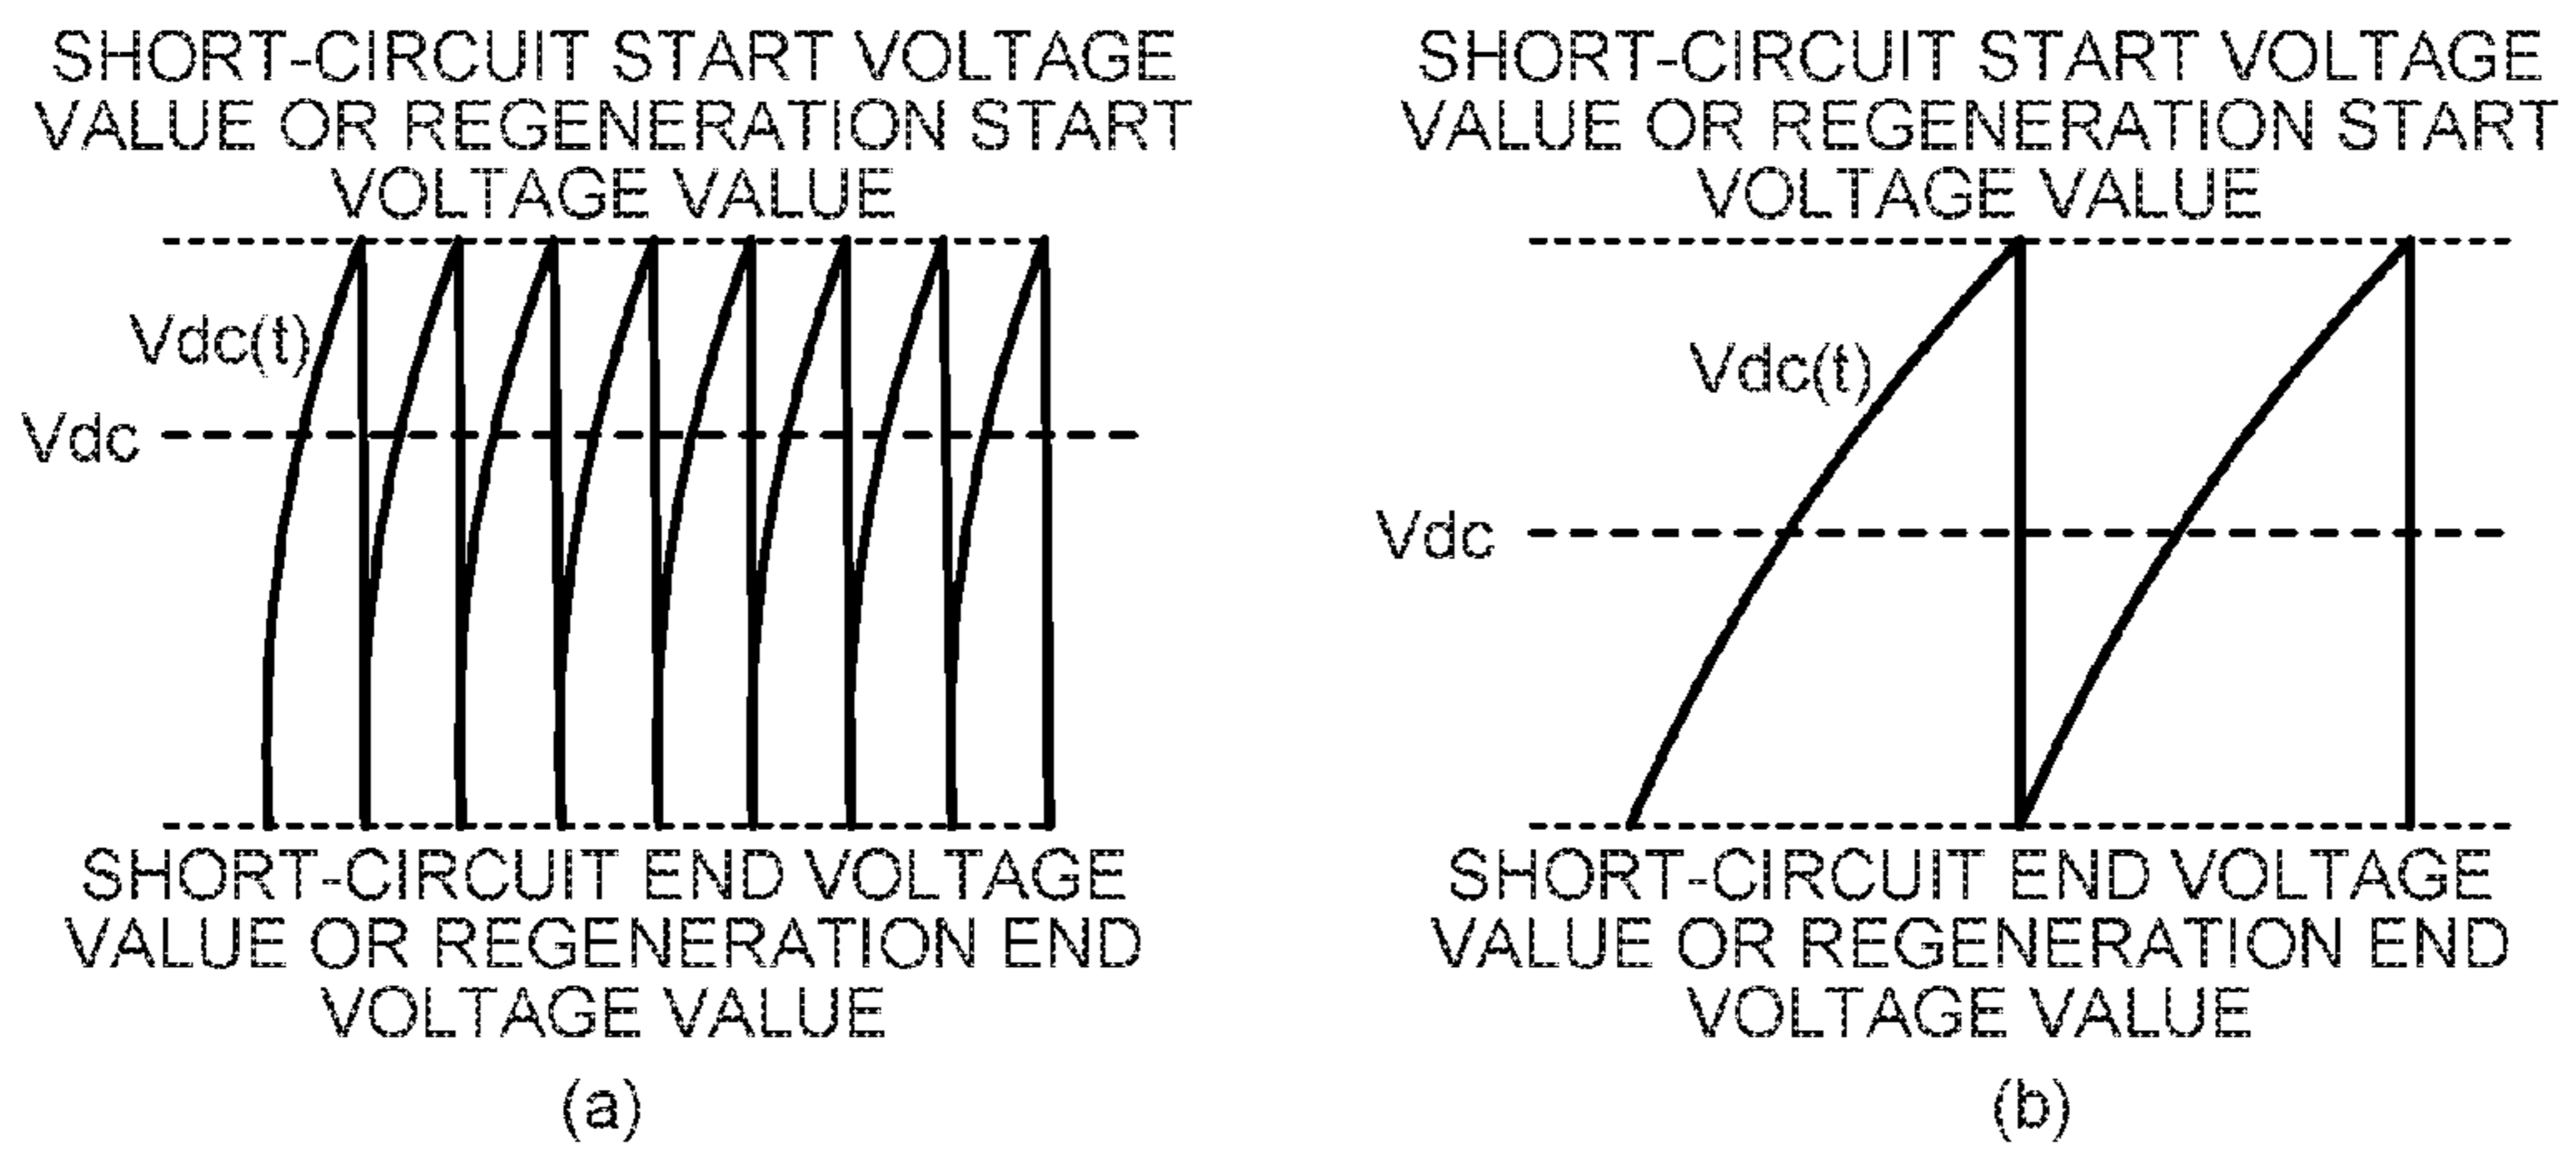 SHORT-CIRCUIT START VOLTAGE
VALUE OR REGENERATION START
VOLTAGE VALUE
Vdc(t)
Vdc
SHORT-CIRCUIT END VOLTAGE
VALUE OR REGENERATION END
VOLTAGE VALUE
(a)
SHORT-CIRCUIT START VOLTAGE
VALUE OR REGENERATION START
VOLTAGE VALUE
Vdc(t)
Vdc
SHORT-CIRCUIT END VOLTAGE
VALUE OR REGENERATION END
VOLTAGE VALUE
(b)